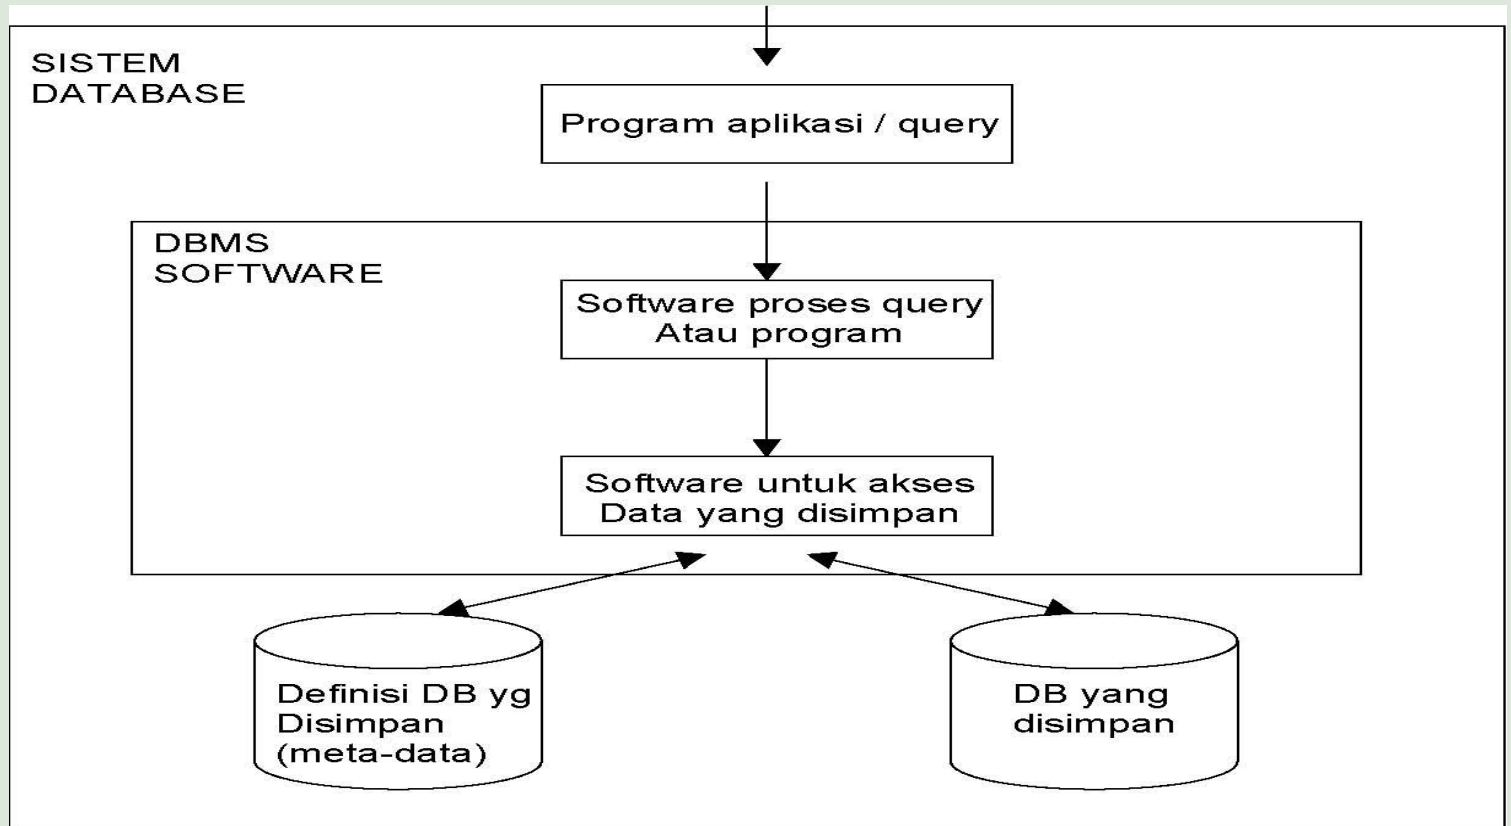 SISTEM
DATABASE
Program aplikasi / query
DBMS
SOFTWARE
Software proses query
Atau program
Software untuk akses
Data yang disimpan
Definisi DB yg
Disimpan
(meta-data)
DB yang
disimpan